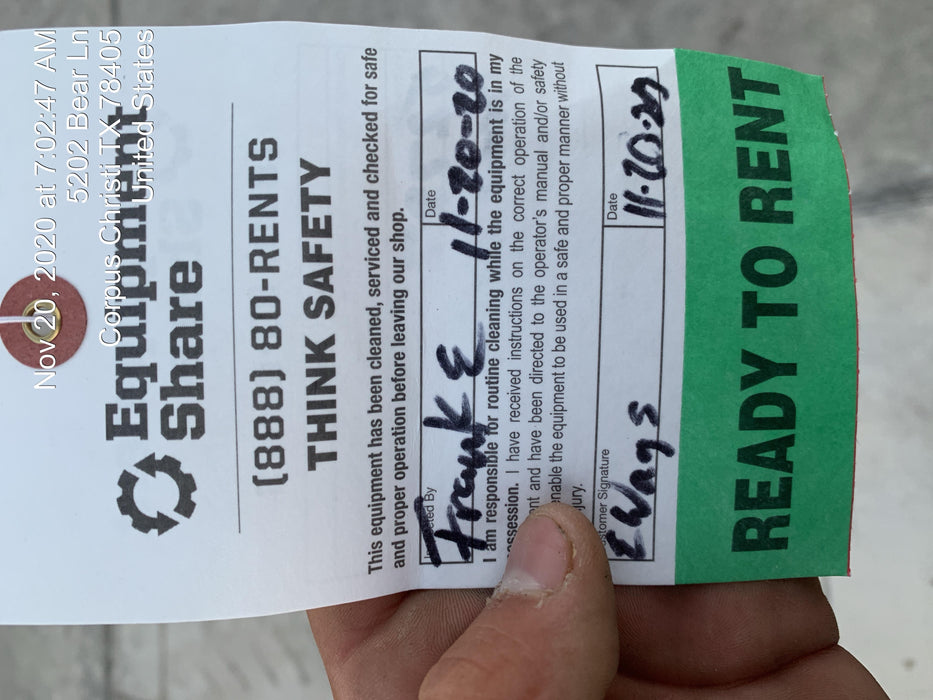 Nov 20, 2020 at 7:02:47 AM
5202 Bear Ln
Corpus Christi TX 78405
United States
Equipment
Share
(888) 80-RENTS
THINK SAFETY
This equipment has been cleaned, serviced and checked for safe
and proper operation before leaving our shop.
By Date
Frank E 11-20-20
I am responsible for routine cleaning while the equipment is in my
I have received instructions on the correct operation of the
and have been directed to the operator's manual and/or safety
enable the equipment to be used in a safe and proper manner without
Signature Date
11-20-20
READY TO RENT